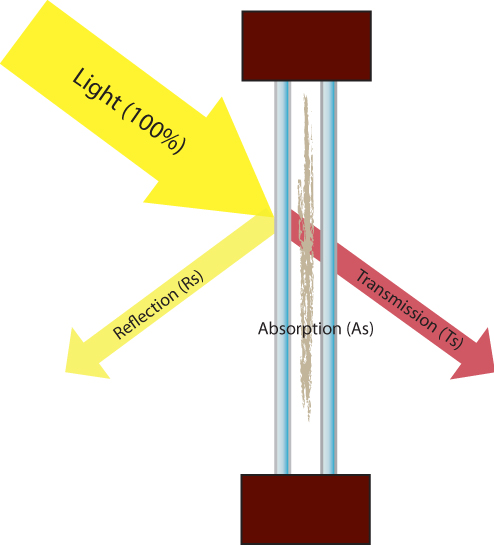 Light (100%)
Reflection (Rs)
Transmission (Ts)
Absorption (As)